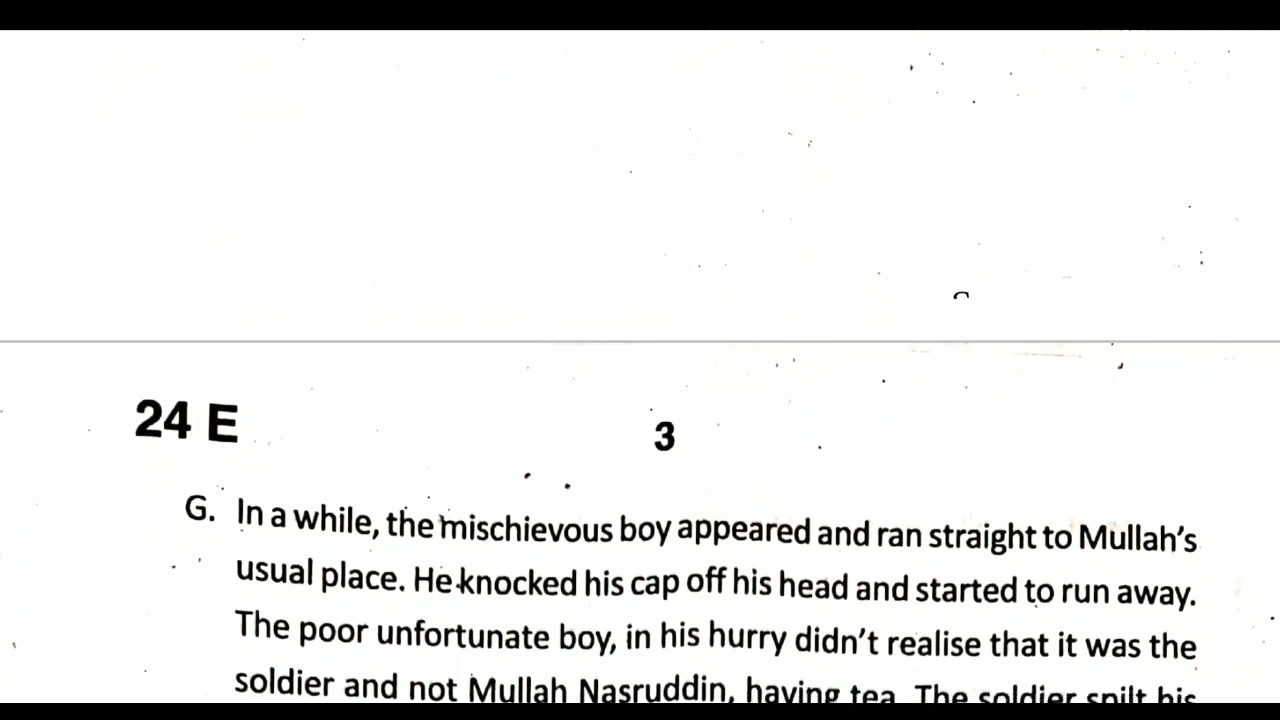 24 E
3
G. In a while, the mischievous boy appeared and ran straight to Mullah's
usual place. He knocked his cap off his head and started to run away.
The poor unfortunate boy, in his hurry didn't realise that it was the
soldier and not Mullah Nasruddin, having tea. The soldier spilt his